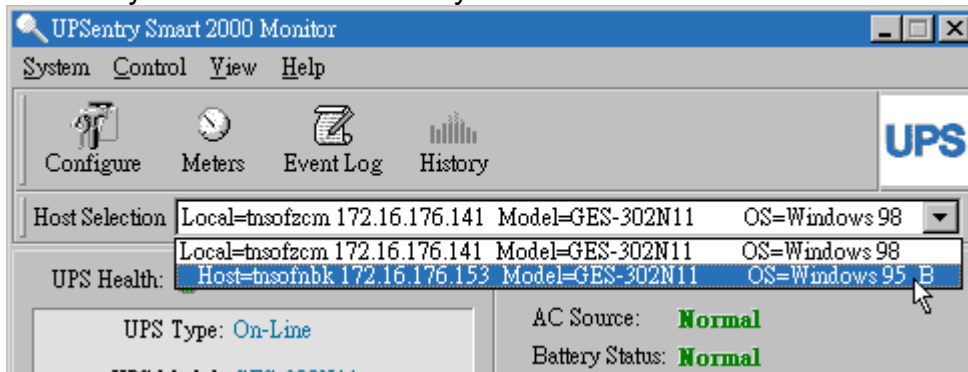 UPSentry Smart 2000 Monitor
System Control View Help
Configure Meters Event Log History
UPS
Host Selection Local=tnsofzcm 172.16.176.141 Model=GES-302N11 OS=Windows 98
Local=tnsofzcm 172.16.176.141 Model=GES-302N11 OS=Windows 98
Host=tnsofnbk 172.16.176.153 Model=GES-302N11 OS=Windows 95 B
UPS Health:
UPS Type: On-Line
AC Source: Normal
Battery Status: Normal